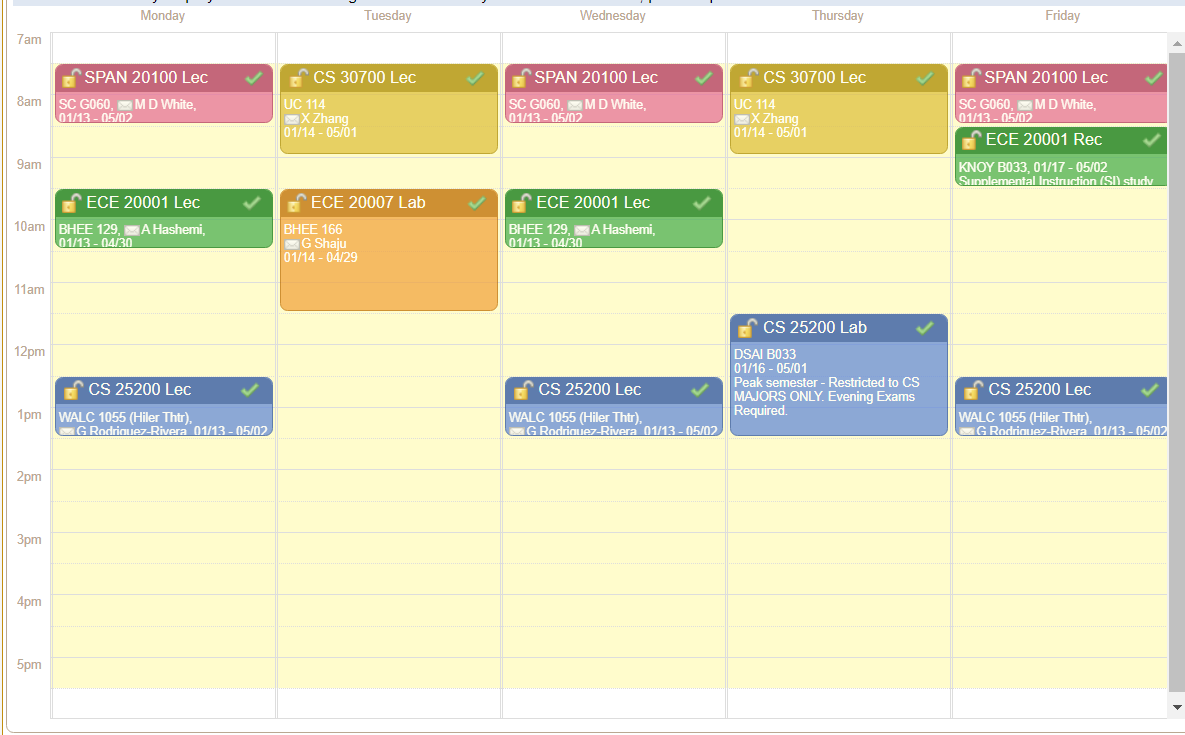 Monday Tuesday Wednesday Thursday Friday
7am
8am
9am
10am
11am
12pm
1pm
2pm
3pm
4pm
5pm
SPAN 20100 Lec
SC G060, M D White,
01/13 - 05/02
ECE 20001 Lec
BHEE 129, A Hashemi,
01/13 - 04/30
CS 25200 Lec
WALC 1055 (Hiler Thtr),
G Rodriguez-Rivera, 01/13 - 05/02
CS 30700 Lec
UC 114
X Zhang
01/14 - 05/01
ECE 20007 Lab
BHEE 166
G Shaju
01/14 - 04/29
SPAN 20100 Lec
SC G060, M D White,
01/13 - 05/02
ECE 20001 Lec
BHEE 129, A Hashemi,
01/13 - 04/30
CS 25200 Lec
WALC 1055 (Hiler Thtr),
G Rodriguez-Rivera, 01/13 - 05/02
CS 30700 Lec
UC 114
X Zhang
01/14 - 05/01
CS 25200 Lab
DSAI B033
01/16 - 05/01
Peak semester - Restricted to CS
MAJORS ONLY. Evening Exams
Required.
SPAN 20100 Lec
SC G060, M D White,
01/13 - 05/02
ECE 20001 Rec
KNOY B033, 01/17 - 05/02
Supplemental Instruction (SI) study
CS 25200 Lec
WALC 1055 (Hiler Thtr),
G Rodriguez-Rivera, 01/13 - 05/02